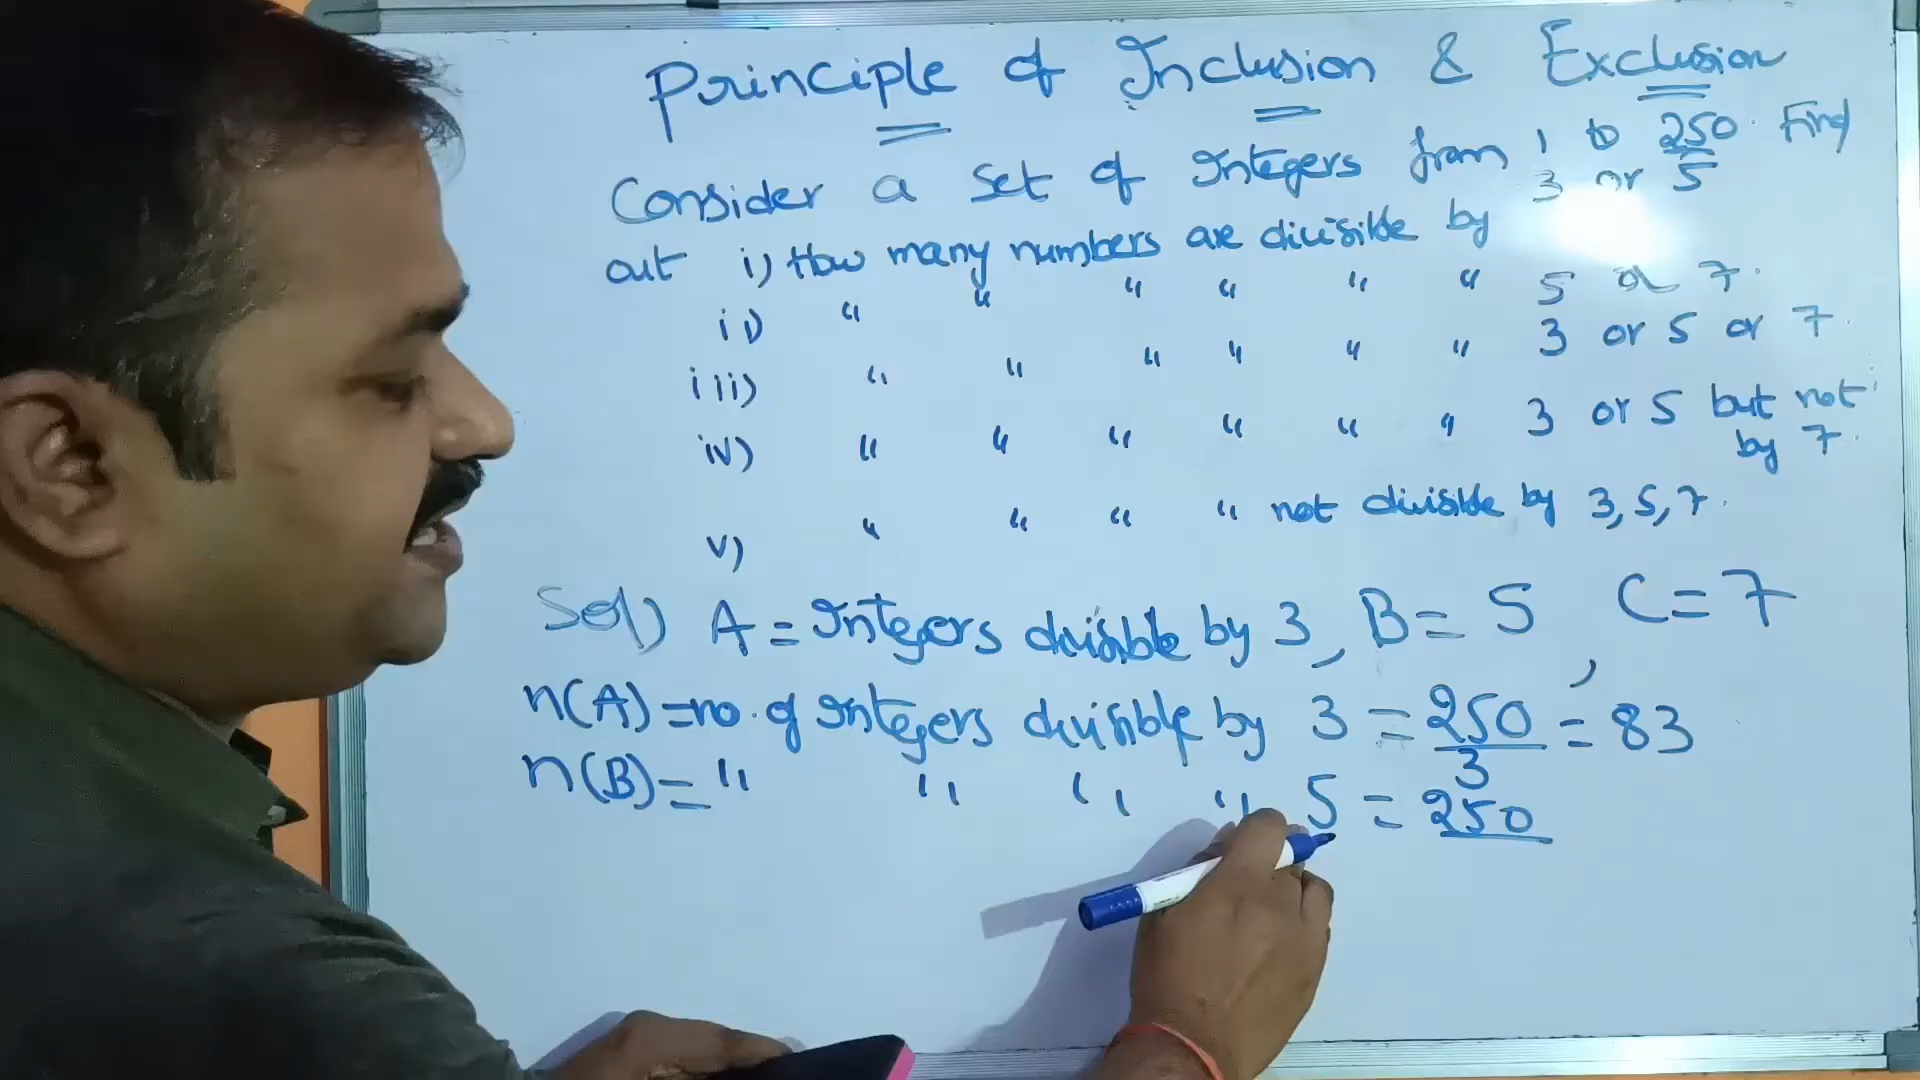 Principle of Inclusion & Exclusion
Consider a set of Integers from 1 to 250. Find
out i) How many numbers are divisible by 3 or 5
ii) " " " " " " 5 or 7.
iii) " " " " " " 3 or 5 or 7.
iv) " " " " " " 3 or 5 but not
by 7.
v) " " " " not divisible by 3, 5, 7.
Sol) A = Integers divisible by 3, B = 5, C = 7
n(A) = no. of Integers divisible by 3 = 250/3 = 83
n(B) = " " " " 5 = 250